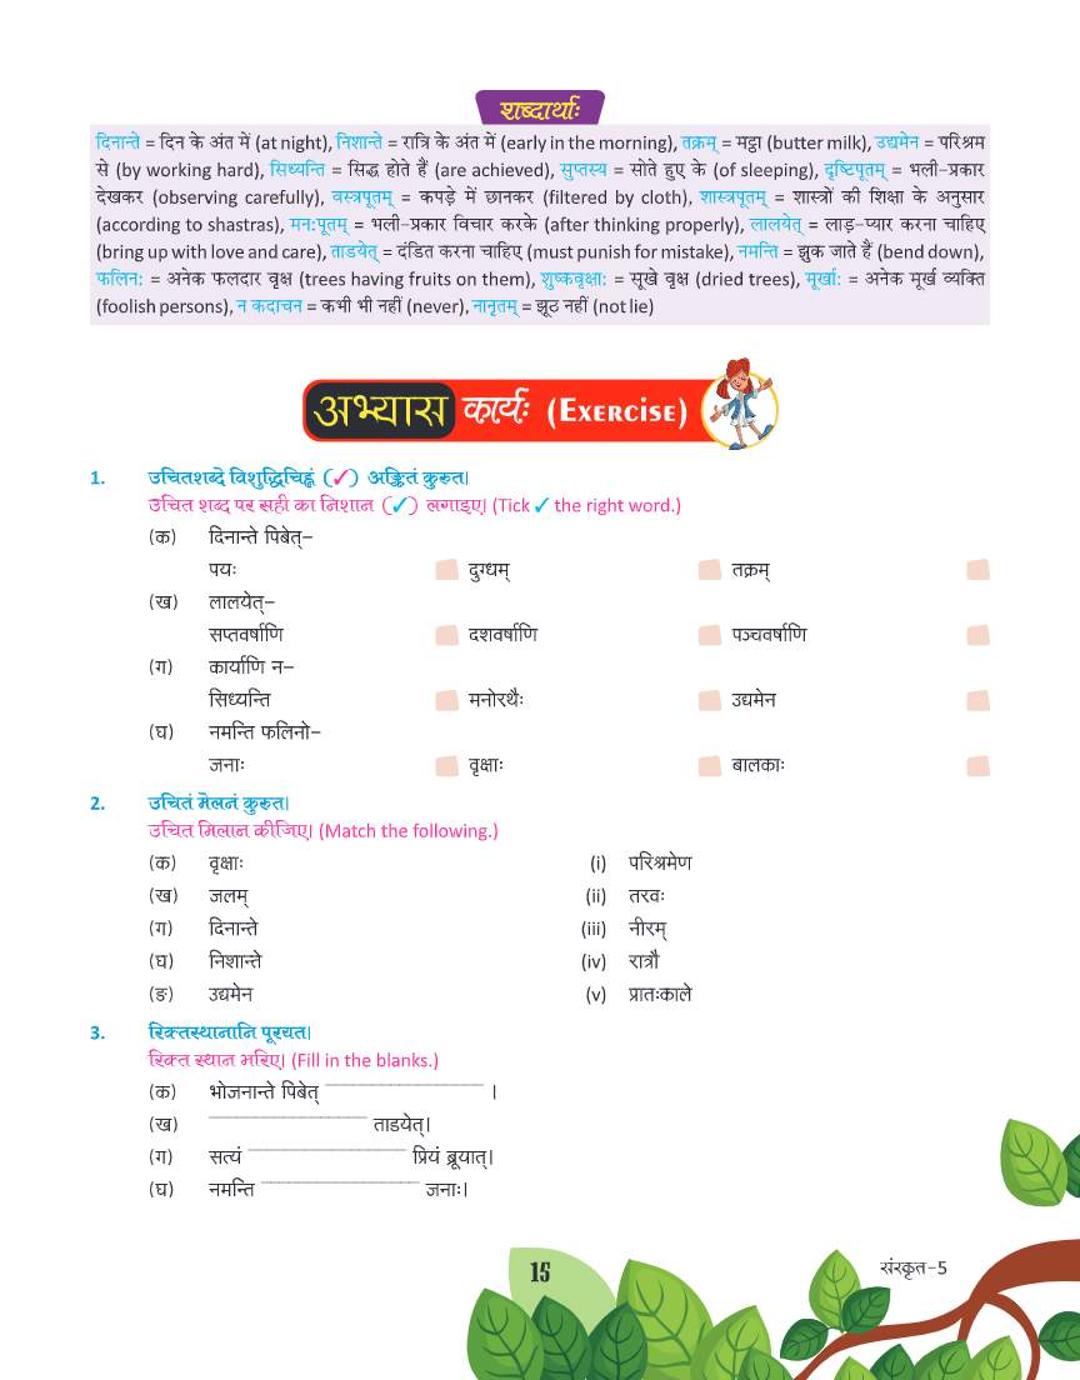 शब्दार्थाः
दिनान्ते = दिन के अंत में (at night), निशान्ते = रात्रि के अंत में (early in the morning), तक्रम् = मट्ठा (butter milk), उद्यमेन = परिश्रम
से (by working hard), सिध्यन्ति = सिद्ध होते हैं (are achieved), सुप्तस्य = सोते हुए के (of sleeping), दृष्टिपूतम् = भली-प्रकार
देखकर (observing carefully), वस्त्रपूतम् = कपड़े में छानकर (filtered by cloth), शास्त्रपूतम् = शास्त्रों की शिक्षा के अनुसार
(according to shastras), मन:पूतम् = भली-प्रकार विचार करके (after thinking properly), लालयेत् = लाड़-प्यार करना चाहिए
(bring up with love and care), ताडयेत् = दंडित करना चाहिए (must punish for mistake), नमन्ति = झुक जाते हैं (bend down),
फलिन: = अनेक फलदार वृक्ष (trees having fruits on them), शुष्कवृक्षा: = सूखे वृक्ष (dried trees), मूर्खा: = अनेक मूर्ख व्यक्ति
(foolish persons), न कदाचन = कभी भी नहीं (never), नानृतम् = झूठ नहीं (not lie)
अभ्यास कार्यः (Exercise)
1. उचितशब्दे विशुद्धिचिह्नं (✓) अङ्कितं कुरुत।
उचित शब्द पर सही का निशान (✓) लगाइए। (Tick ✓ the right word.)
(क) दिनान्ते पिबेत्–
पयः दुग्धम् तक्रम्
(ख) लालयेत्–
सप्तवर्षाणि दशवर्षाणि पञ्चवर्षाणि
(ग) कार्याणि न–
सिध्यन्ति मनोरथैः उद्यमेन
(घ) नमन्ति फलिनो–
जनाः वृक्षाः बालकाः
2. उचितं मेलनं कुरुत।
उचित मिलान कीजिए। (Match the following.)
(क) वृक्षाः (i) परिश्रमेण
(ख) जलम् (ii) तरवः
(ग) दिनान्ते (iii) नीरम्
(घ) निशान्ते (iv) रात्रौ
(ङ) उद्यमेन (v) प्रातःकाले
3. रिक्तस्थानानि पूरयत।
रिक्त स्थान भरिए। (Fill in the blanks.)
(क) भोजनान्ते पिबेत् ।
(ख) ताडयेत्।
(ग) सत्यं प्रियं ब्रूयात्।
(घ) नमन्ति जनाः।
15 संस्कृत-5